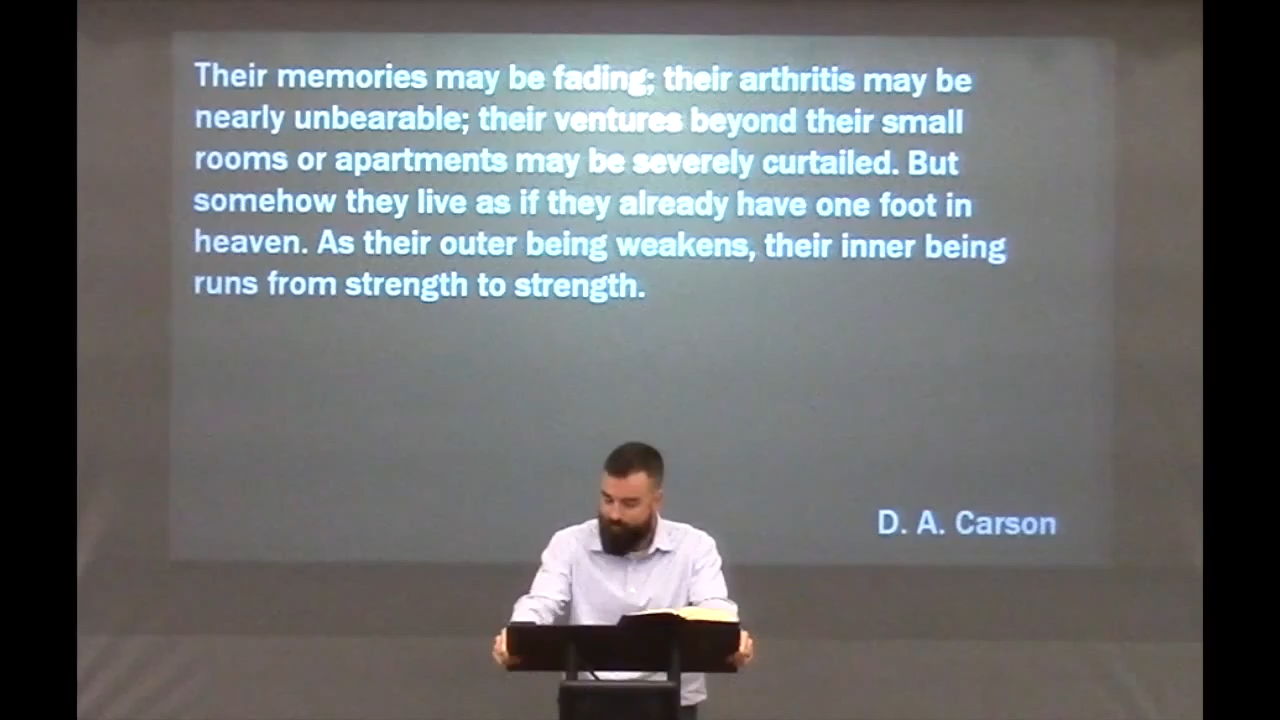 Their memories may be fading; their arthritis may be
nearly unbearable; their ventures beyond their small
rooms or apartments may be severely curtailed. But
somehow they live as if they already have one foot in
heaven. As their outer being weakens, their inner being
runs from strength to strength.
D. A. Carson